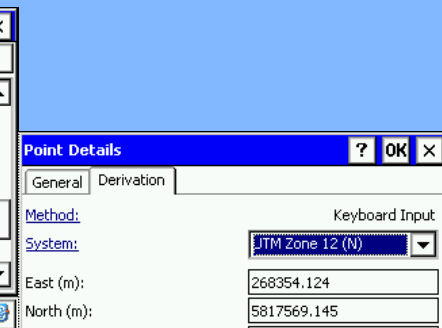 Point Details ? OK ×
General Derivation
Method: Keyboard Input
System: UTM Zone 12 (N)
East (m): 268354.124
North (m): 5817569.145